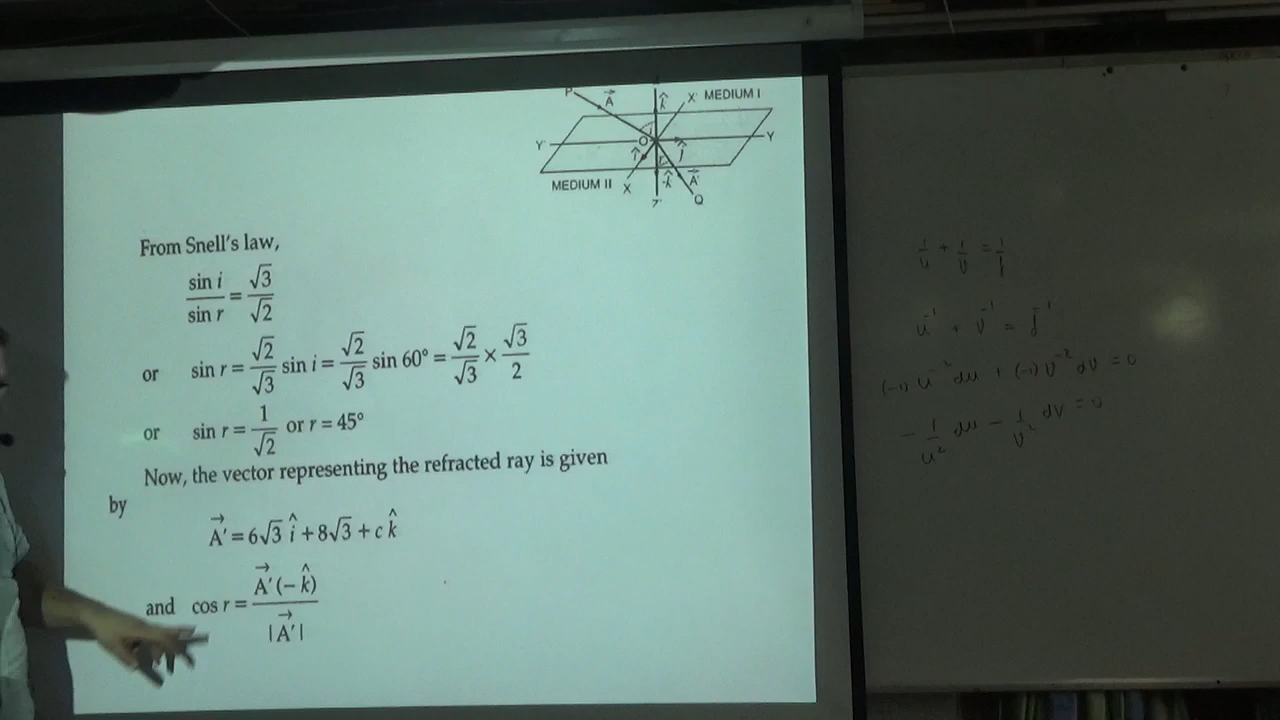 P A⃗ k̂ X' MEDIUM I
Y' O Y
î ĵ
r
MEDIUM II X -k̂ A⃗'
Z' Q
From Snell's law,
sin i / sin r = √3 / √2
or sin r = √2/√3 sin i = √2/√3 sin 60° = √2/√3 × √3/2
or sin r = 1/√2 or r = 45°
Now, the vector representing the refracted ray is given
by
A⃗' = 6√3 î + 8√3 + c k̂
and cos r = A⃗' (– k̂) / | A⃗' |
1/u + 1/v = 1/f
u⁻¹ + v⁻¹ = f⁻¹
(-1) u⁻² du + (-1) v⁻² dv = 0
- 1/u² du - 1/v² dv = 0